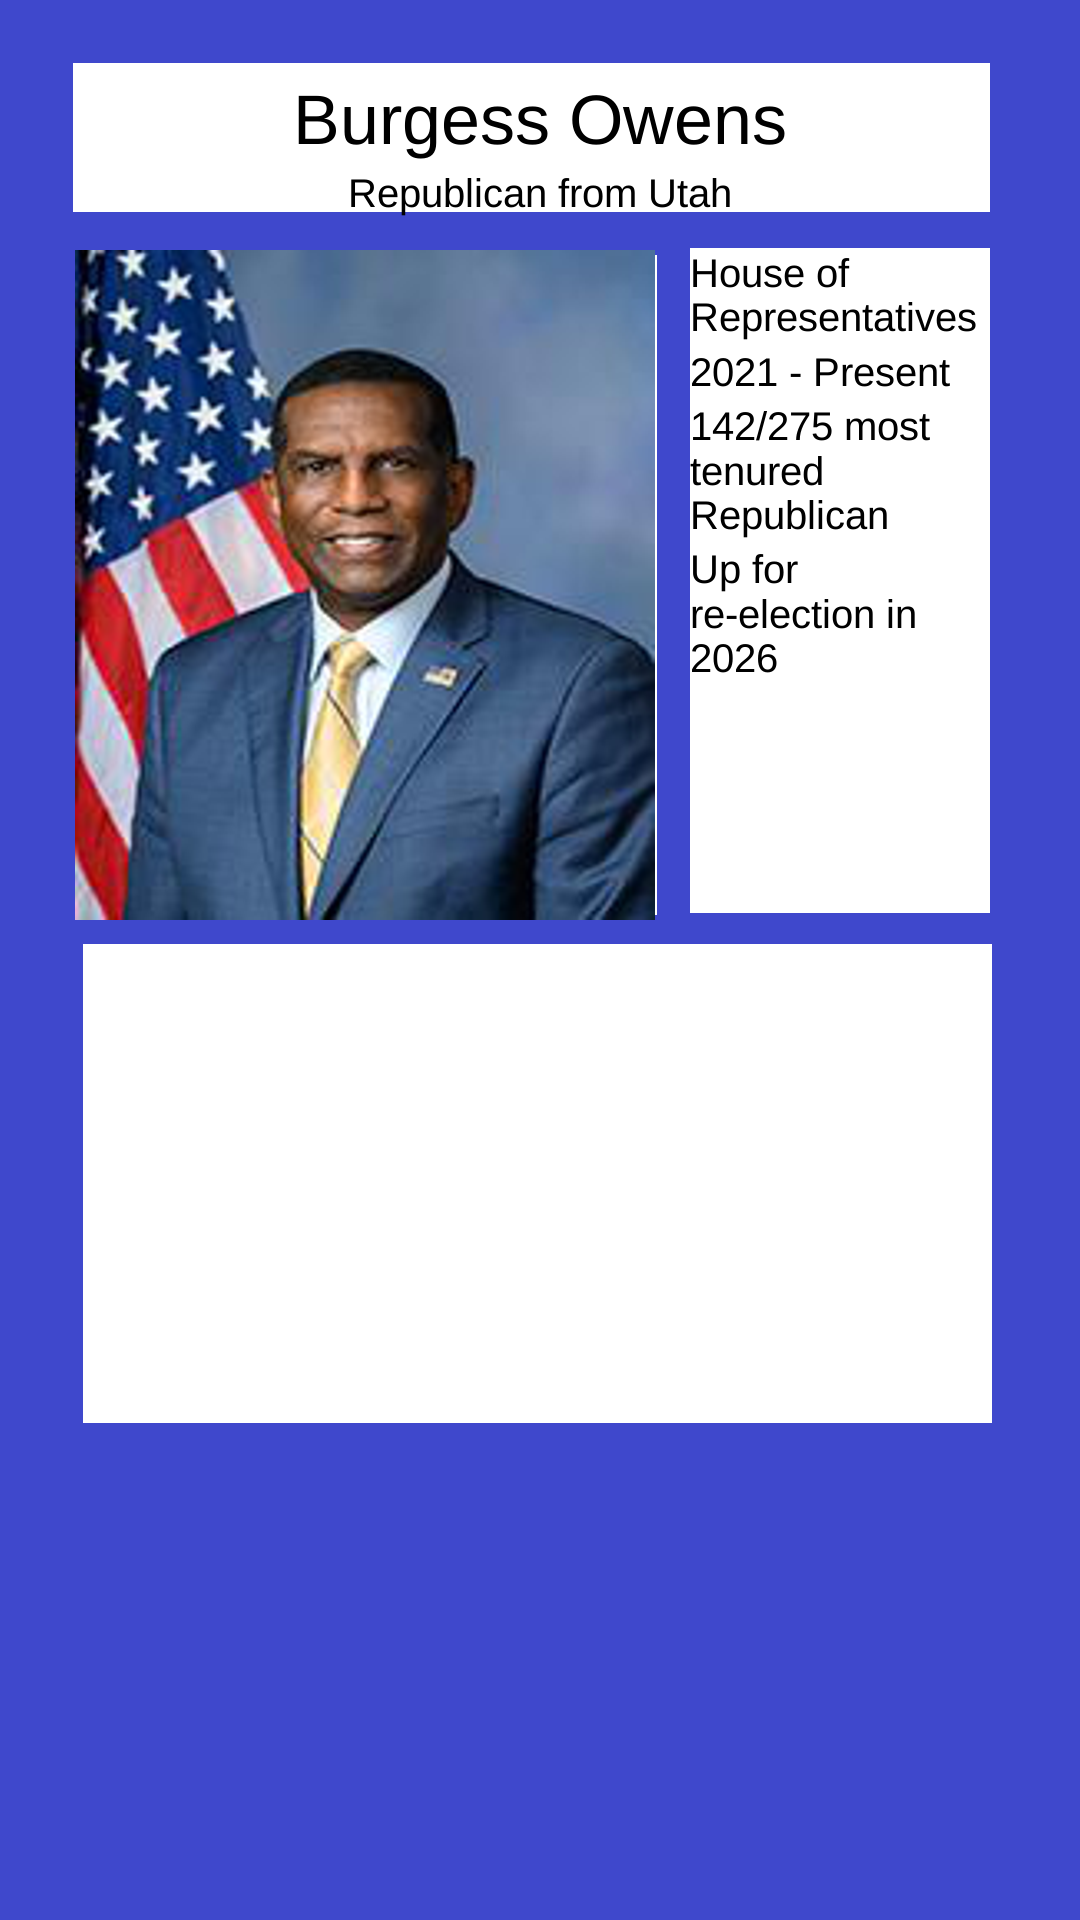 Burgess Owens
Republican from Utah
House of
Representatives
2021 - Present
142/275 most
tenured
Republican
Up for
re-election in
2026